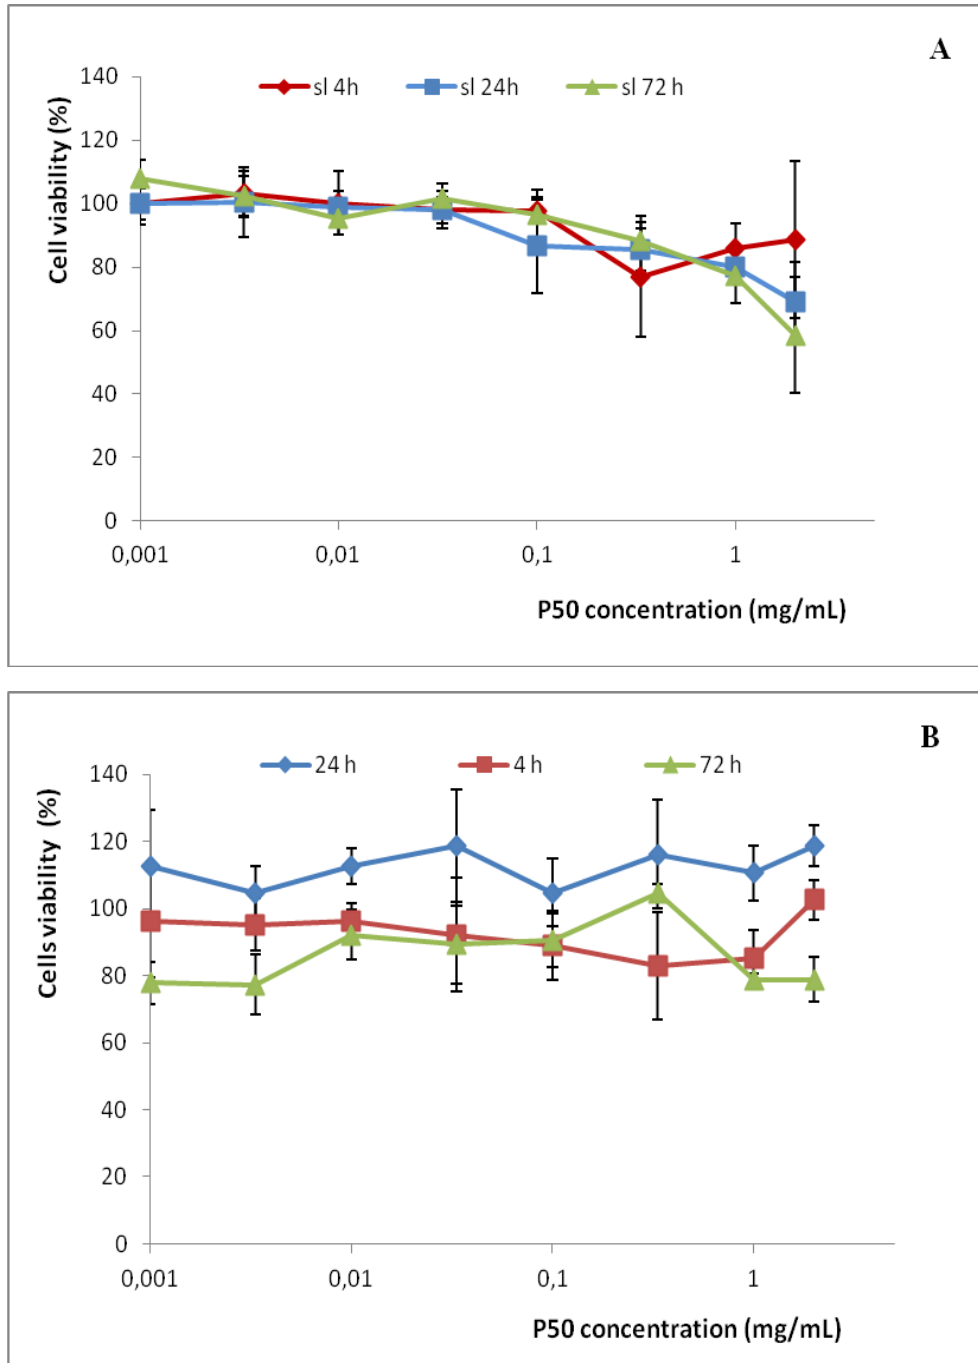 A
sl 4h sl 24h sl 72 h
Cell viability (%)
140
120
100
80
60
40
20
0
0,001 0,01 0,1 1
P50 concentration (mg/mL)
B
24 h 4 h 72 h
Cells viability (%)
140
120
100
80
60
40
20
0
0,001 0,01 0,1 1
P50 concentration (mg/mL)